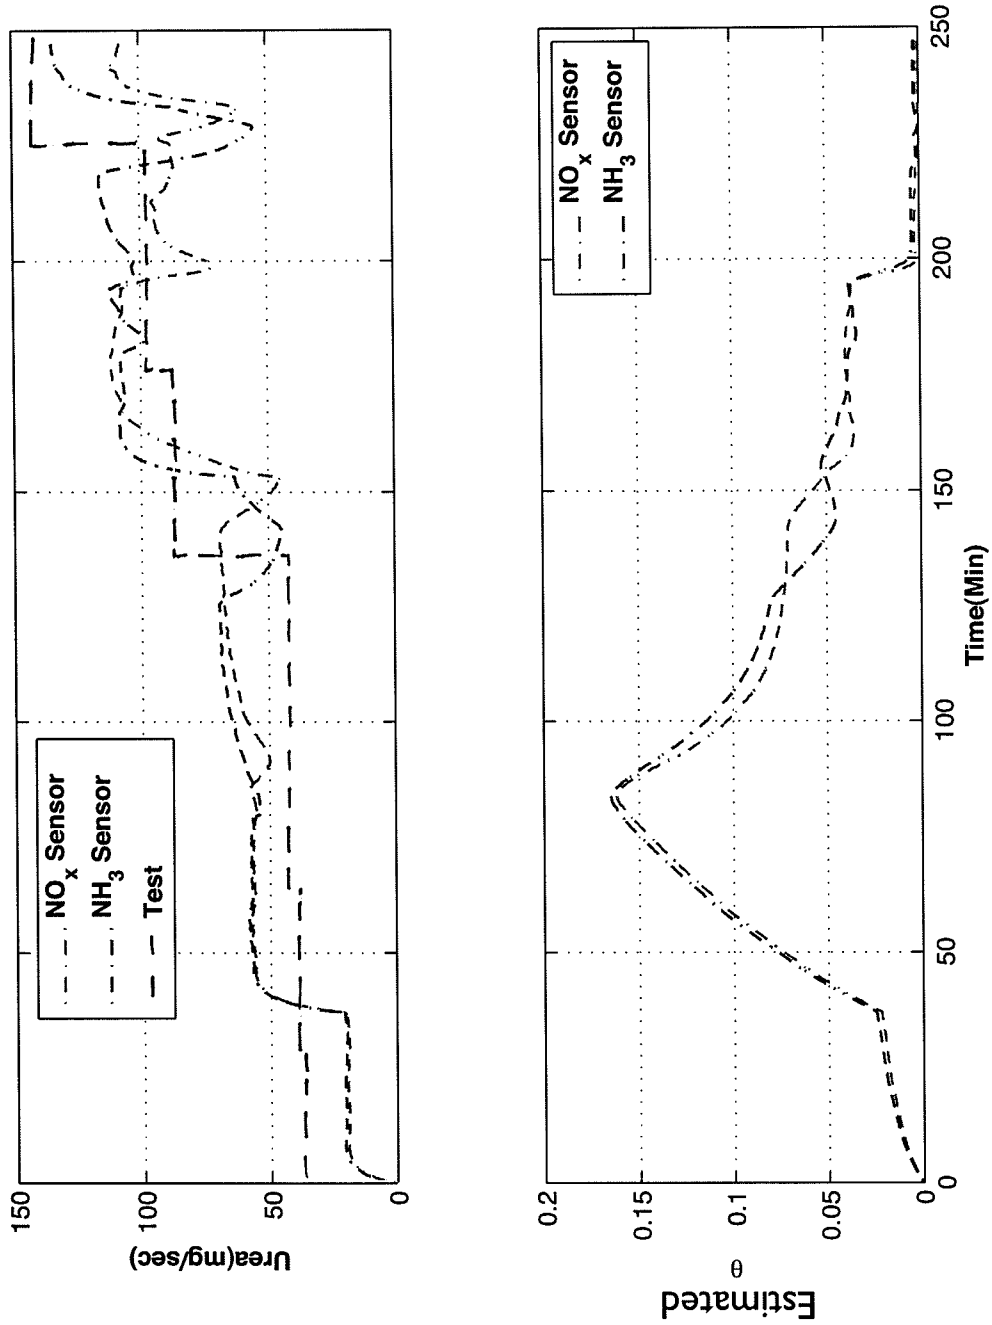 150
100
50
0
Urea(mg/sec)
NOx Sensor
NH3 Sensor
Test
0.2
0.15
0.1
0.05
0
Estimated θ
NOx Sensor
NH3 Sensor
0
50
100
150
200
250
Time(Min)